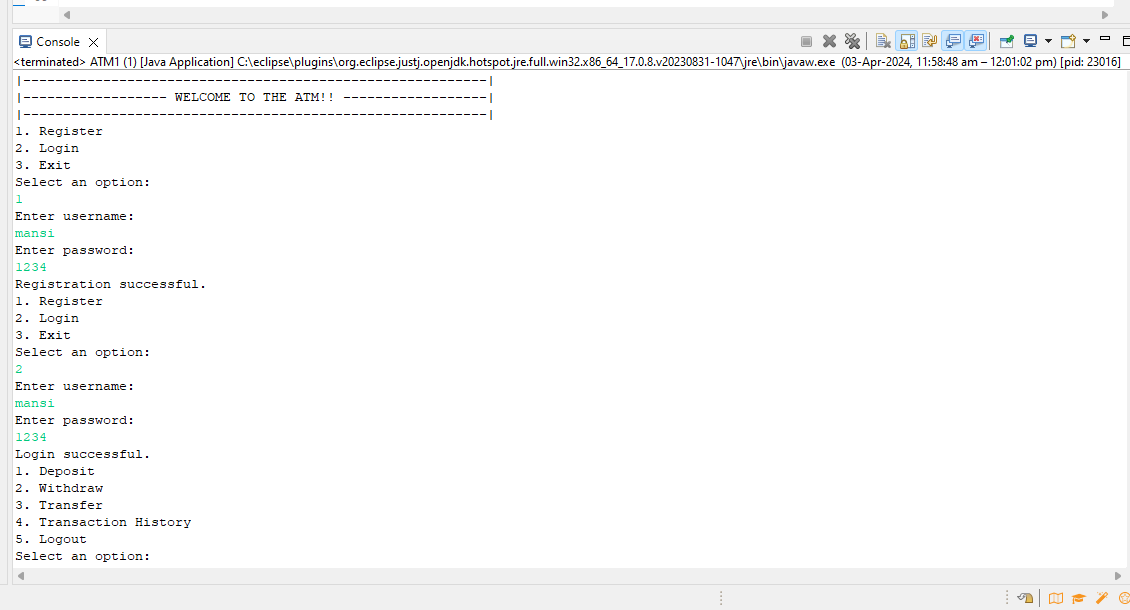 Console
<terminated> ATM1 (1) [Java Application] C:\eclipse\plugins\org.eclipse.justj.openjdk.hotspot.jre.full.win32.x86_64_17.0.8.v20230831-1047\jre\bin\javaw.exe (03-Apr-2024, 11:58:48 am – 12:01:02 pm) [pid: 23016]
|----------------------------------------------------------|
|------------------ WELCOME TO THE ATM!! ------------------|
|----------------------------------------------------------|
1. Register
2. Login
3. Exit
Select an option:
1
Enter username:
mansi
Enter password:
1234
Registration successful.
1. Register
2. Login
3. Exit
Select an option:
2
Enter username:
mansi
Enter password:
1234
Login successful.
1. Deposit
2. Withdraw
3. Transfer
4. Transaction History
5. Logout
Select an option: